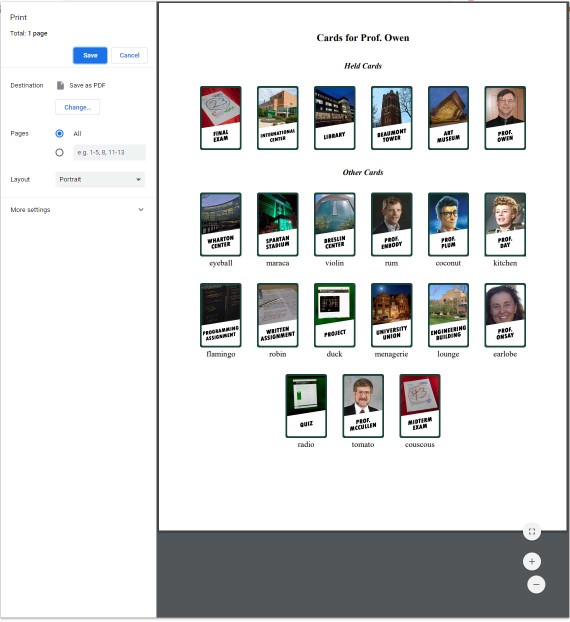 Print
Total: 1 page
Save
Cancel
Destination
Save as PDF
Change...
Pages
All
e.g. 1-5, 8, 11-13
Layout
Portrait
More settings
Cards for Prof. Owen
Held Cards
FINAL EXAM
INTERNATIONAL CENTER
LIBRARY
BEAUMONT TOWER
ART MUSEUM
PROF. OWEN
Other Cards
WHARTON CENTER
SPARTAN STADIUM
BRESLIN CENTER
PROF. ENBODY
PROF. PLUM
PROF. DAY
eyeball maraca violin rum coconut kitchen
PROGRAMMING ASSIGNMENT
WRITTEN ASSIGNMENT
PROJECT
UNIVERSITY UNION
ENGINEERING BUILDING
PROF. ONSAY
flamingo robin duck menagerie lounge earlobe
QUIZ
PROF. MCCULLEN
MIDTERM EXAM
radio tomato couscous